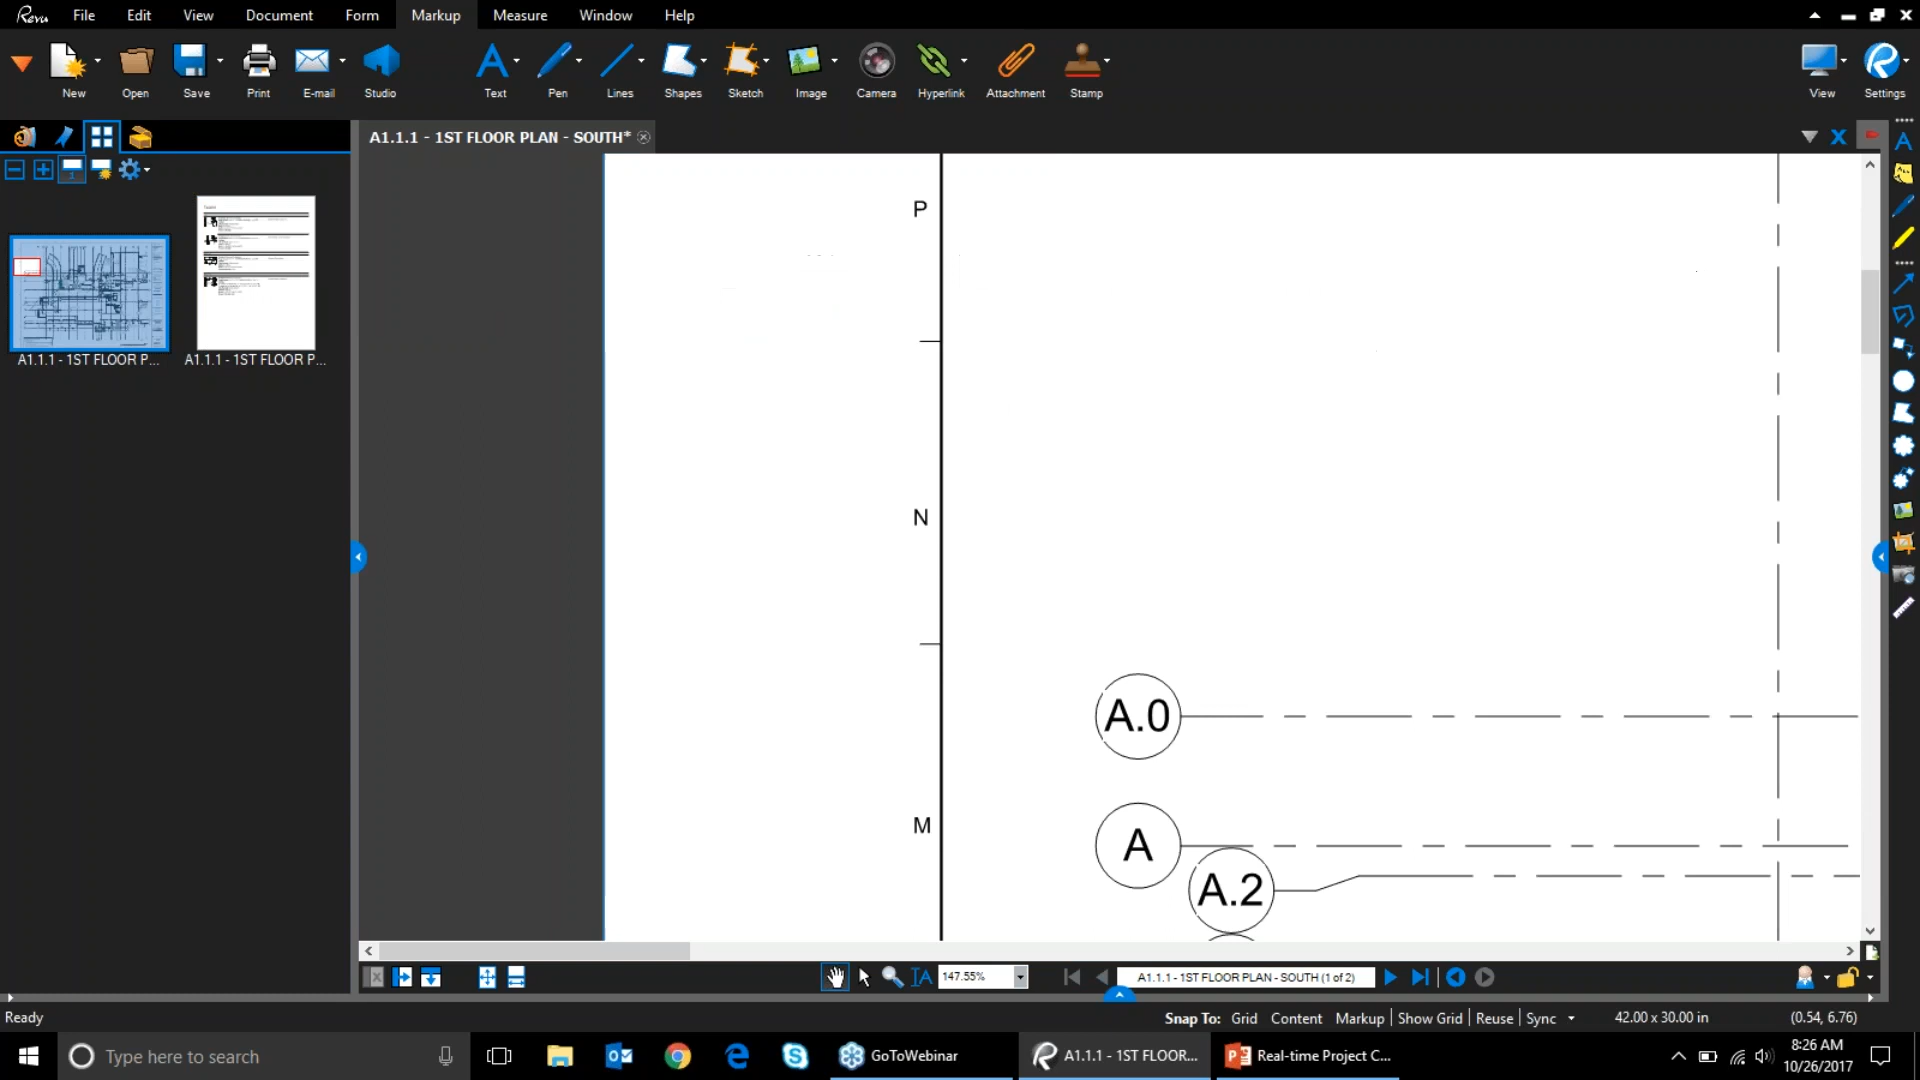 Revu File Edit View Document Form Markup Measure Window Help
New Open Save Print E-mail Studio Text Pen Lines Shapes Sketch Image Camera Hyperlink Attachment Stamp View Settings
A1.1.1 - 1ST FLOOR PLAN - SOUTH*
A1.1.1 - 1ST FLOOR P... A1.1.1 - 1ST FLOOR P...
P
N
A.0
M
A
A.2
147.55% A1.1.1 - 1ST FLOOR PLAN - SOUTH (1 of 2)
Ready Snap To: Grid Content Markup Show Grid Reuse Sync 42.00 x 30.00 in (0.54, 6.76)
Type here to search GoToWebinar A1.1.1 - 1ST FLOOR... Real-time Project C... 8:26 AM
10/26/2017